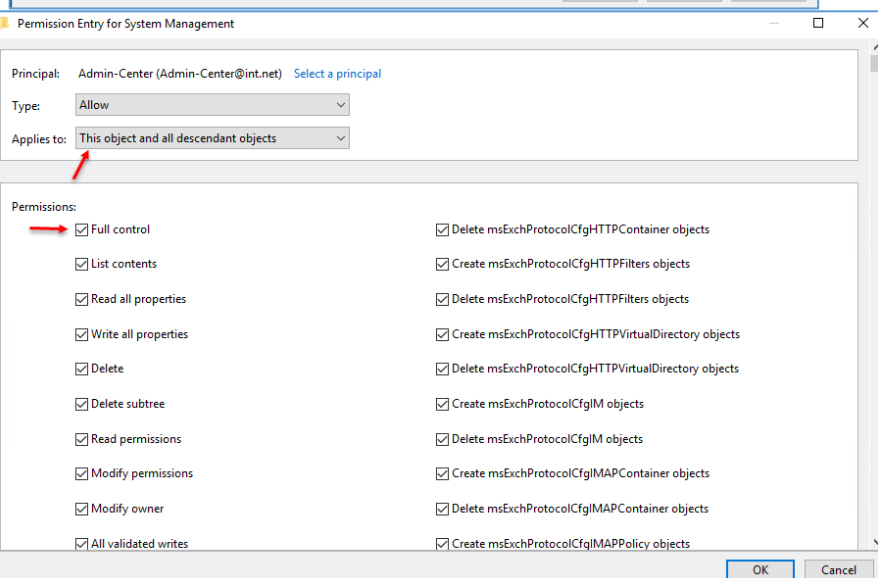 Permission Entry for System Management
Principal: Admin-Center (Admin-Center@int.net) Select a principal
Type: Allow
Applies to: This object and all descendant objects
Permissions:
Full control Delete msExchProtocolCfgHTTPContainer objects
List contents Create msExchProtocolCfgHTTPFilters objects
Read all properties Delete msExchProtocolCfgHTTPFilters objects
Write all properties Create msExchProtocolCfgHTTPVirtualDirectory objects
Delete Delete msExchProtocolCfgHTTPVirtualDirectory objects
Delete subtree Create msExchProtocolCfgIM objects
Read permissions Delete msExchProtocolCfgIM objects
Modify permissions Create msExchProtocolCfgIMAPContainer objects
Modify owner Delete msExchProtocolCfgIMAPContainer objects
All validated writes Create msExchProtocolCfgIMAPPolicy objects
OK Cancel